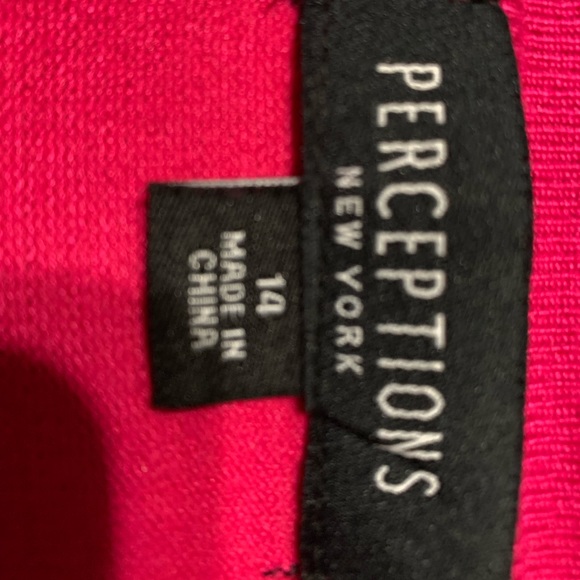 PERCEPTIONS
NEW YORK
14
MADE IN
CHINA